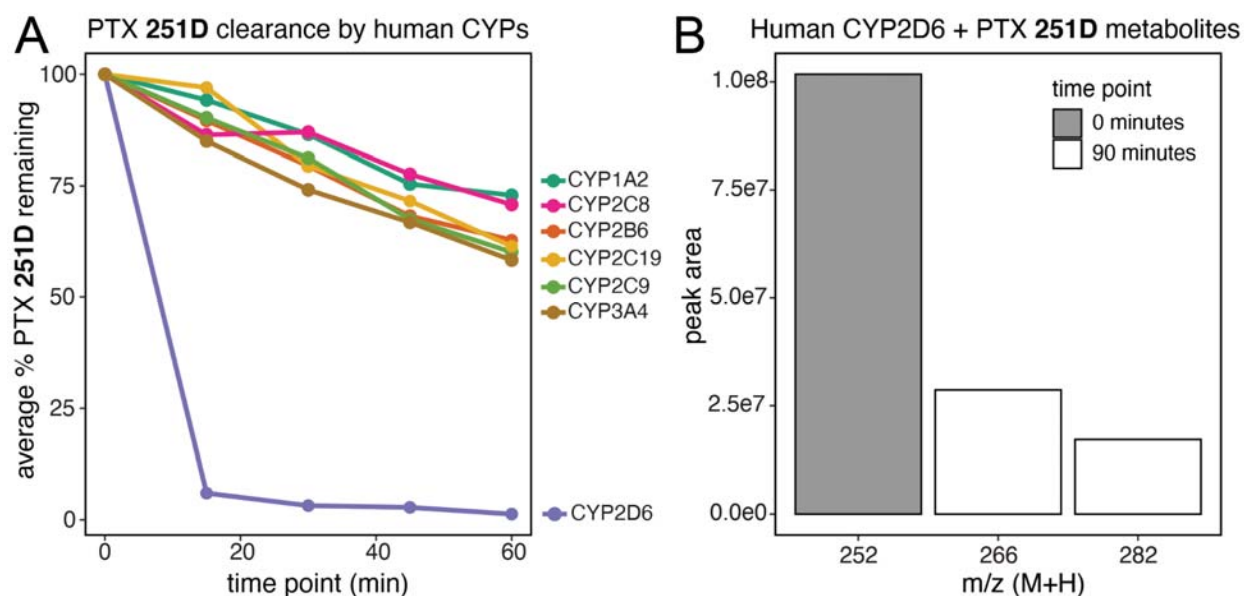 A
PTX 251D clearance by human CYPs
average % PTX 251D remaining
100
75
50
25
0
0
20
40
60
time point (min)
CYP1A2
CYP2C8
CYP2B6
CYP2C19
CYP2C9
CYP3A4
CYP2D6
B
Human CYP2D6 + PTX 251D metabolites
peak area
1.0e8
7.5e7
5.0e7
2.5e7
0.0e0
time point
0 minutes
90 minutes
252
266
282
m/z (M+H)